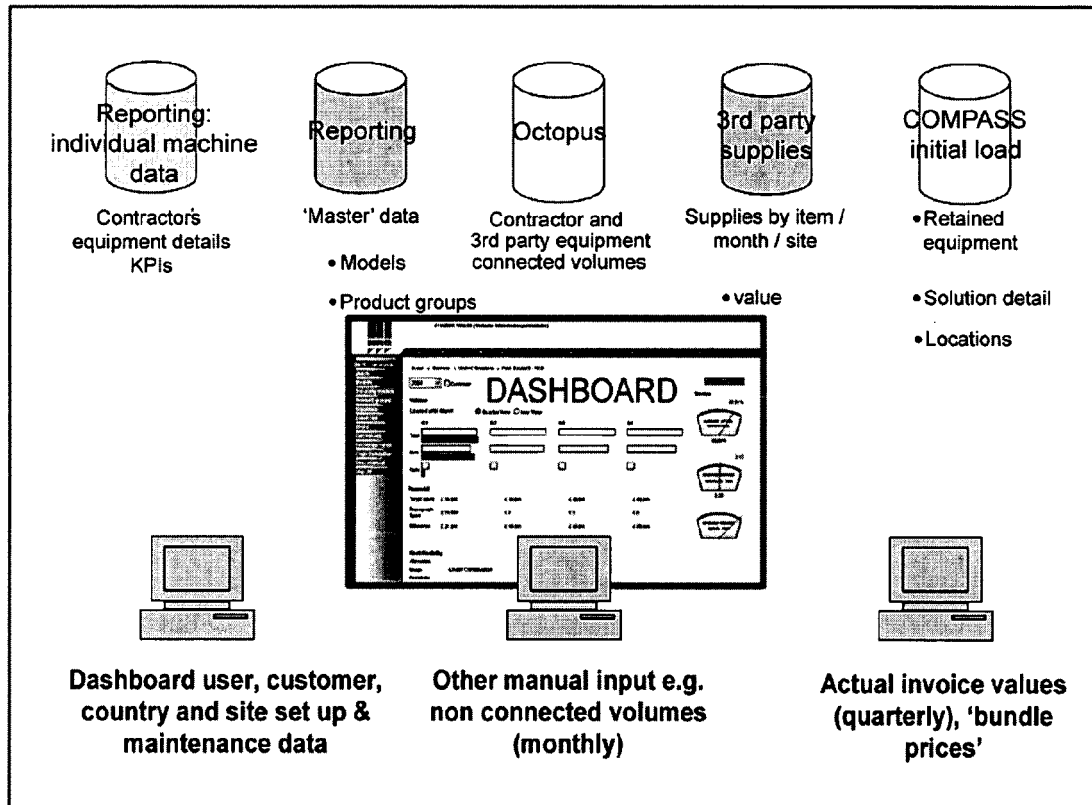 Reporting:
individual machine
data
Reporting
Octopus
3rd party
supplies
COMPASS
initial load
Contractor's
equipment details
KPIs
'Master' data
• Models
• Product groups
Contractor and
3rd party equipment
connected volumes
Supplies by item /
month / site
• value
• Retained
equipment
• Solution detail
• Locations
DASHBOARD
Dashboard user, customer,
country and site set up &
maintenance data
Other manual input e.g.
non connected volumes
(monthly)
Actual invoice values
(quarterly), 'bundle
prices'